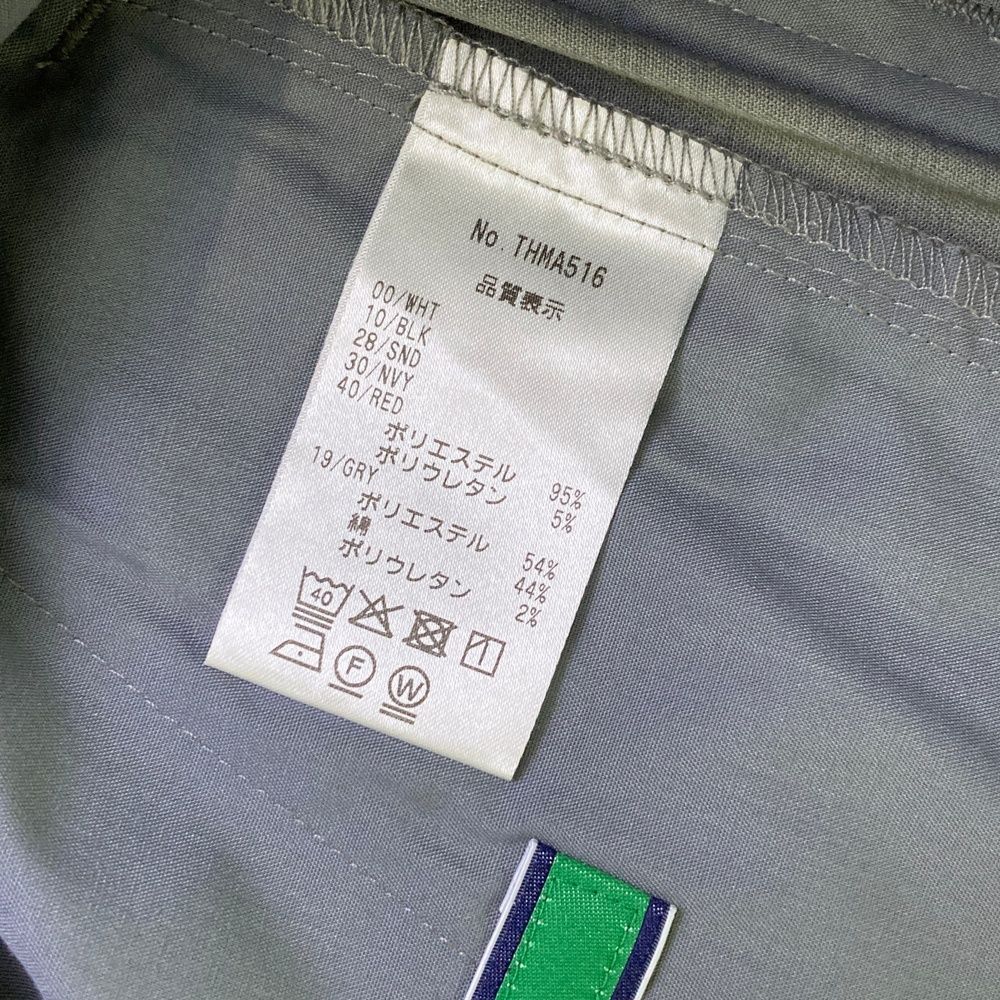 No. THMA516
品質表示
00/WHT
10/BLK
28/SND
30/NVY
40/RED
ポリエステル 95%
ポリウレタン 5%
19/GRY
ポリエステル 54%
綿 44%
ポリウレタン 2%
40
F
W